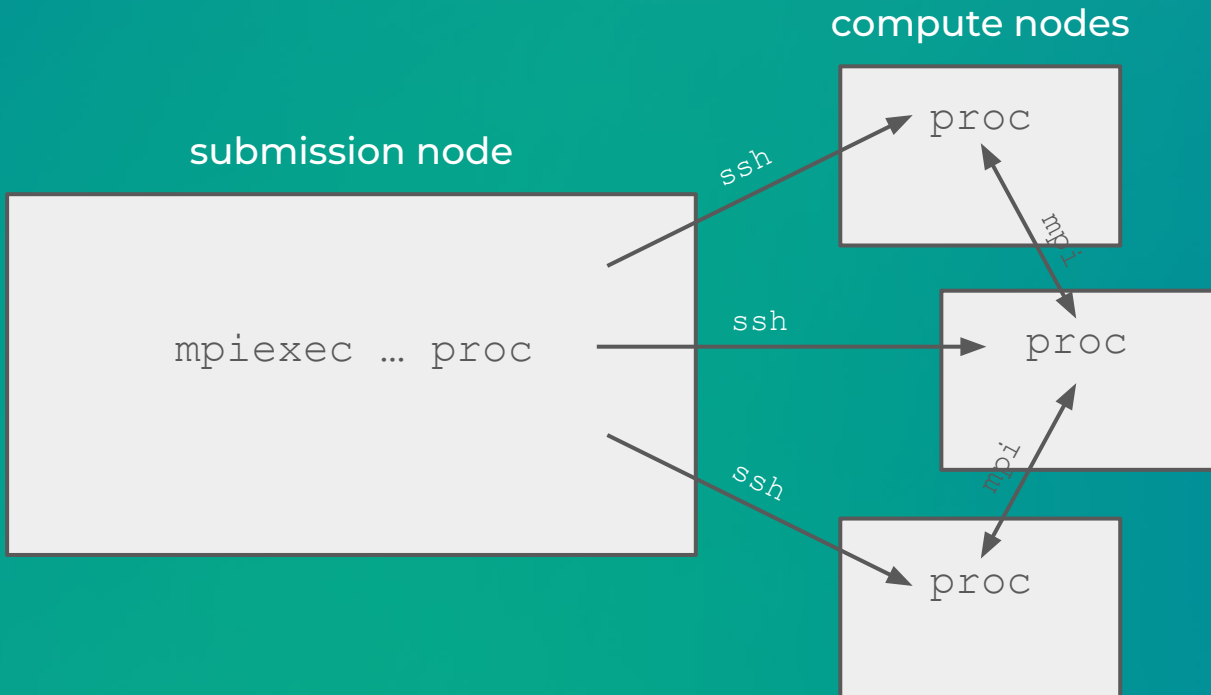 compute nodes
submission node
proc
ssh
mpi
ssh
mpiexec … proc
proc
mpi
ssh
proc